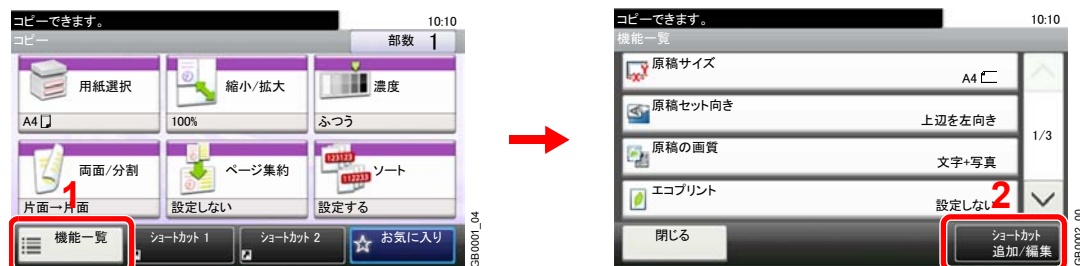 コピーできます。 10:10
コピー 部数 1
用紙選択
A4
縮小/拡大
100%
濃度
ふつう
両面/分割
片面→片面
ページ集約
設定しない
123123
112233
ソート
設定する
1
機能一覧
ショートカット 1
ショートカット 2
お気に入り
GB0001_04
コピーできます。 10:10
機能一覧
原稿サイズ
A4
原稿セット向き
上辺を左向き
原稿の画質
文字+写真
エコプリント
設定しない
1/3
2
閉じる
ショートカット
追加/編集
GB0002_00